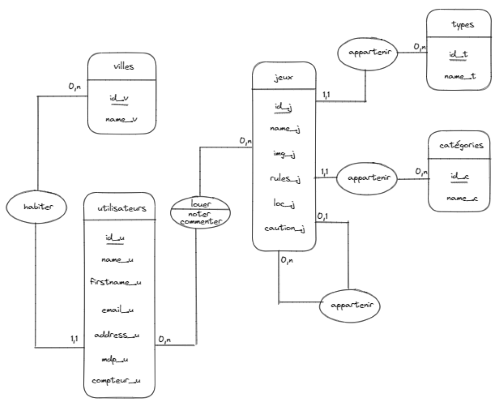 villes
id_v
name_v
0,n
habiter
1,1
utilisateurs
id_u
name_u
firstname_u
email_u
address_u
mdp_u
compteur_u
0,n
louer
noter
commenter
0,n
jeux
id_j
name_j
img_j
rules_j
loc_j
caution_j
1,1
appartenir
0,n
types
id_t
name_t
1,1
appartenir
0,n
catégories
id_c
name_c
0,1
0,n
appartenir